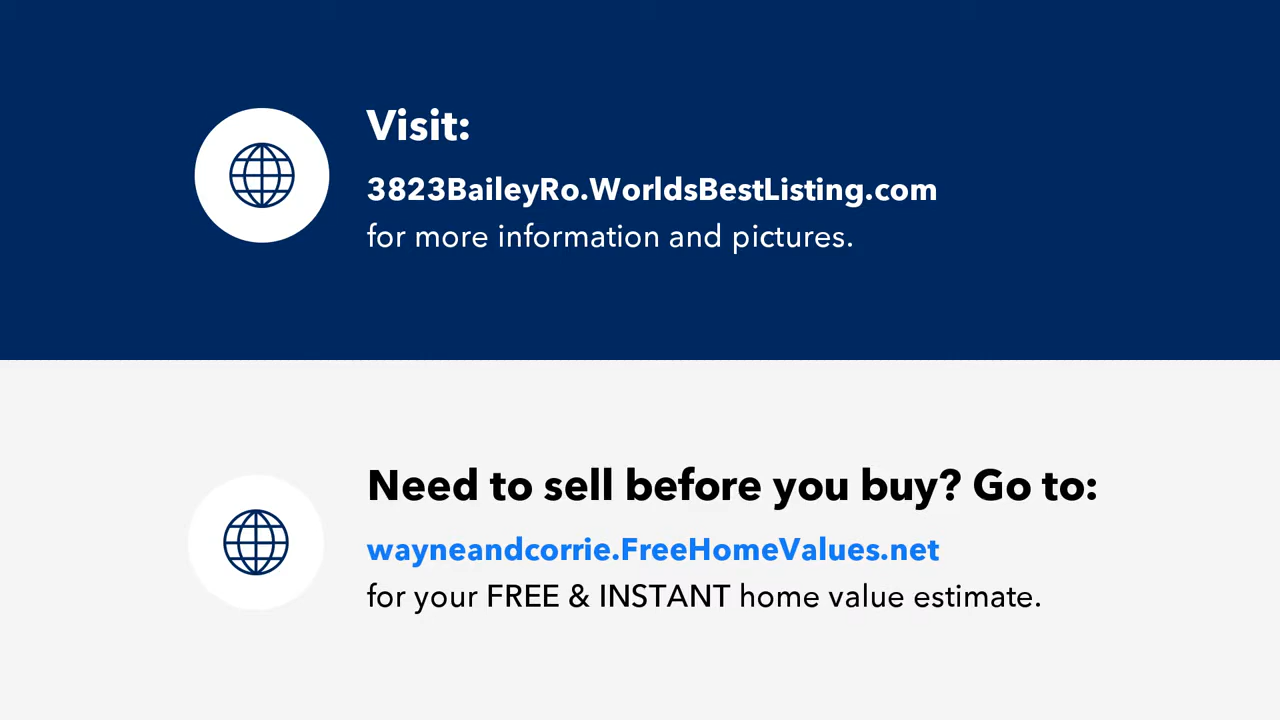 Visit:
3823BaileyRo.WorldsBestListing.com
for more information and pictures.
Need to sell before you buy? Go to:
wayneandcorrie.FreeHomeValues.net
for your FREE & INSTANT home value estimate.